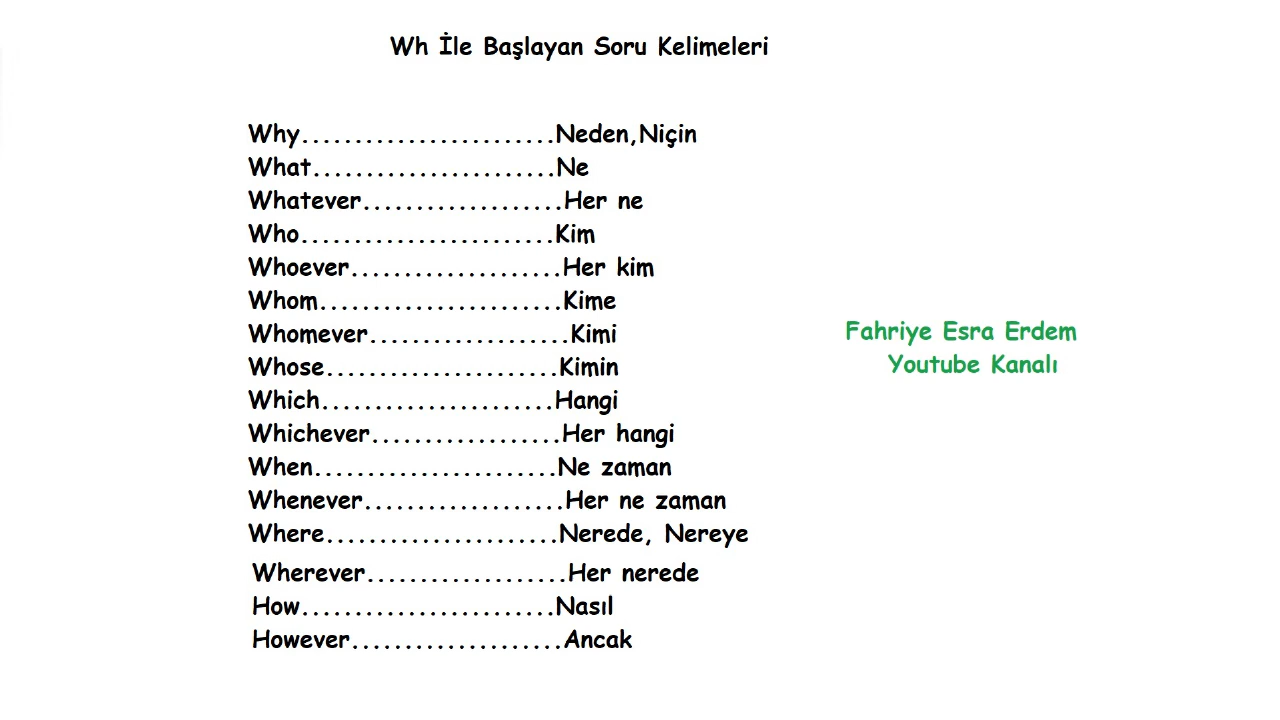 Wh İle Başlayan Soru Kelimeleri
Why........................Neden,Niçin
What.......................Ne
Whatever...................Her ne
Who........................Kim
Whoever....................Her kim
Whom.......................Kime
Whomever...................Kimi
Whose......................Kimin
Which......................Hangi
Whichever..................Her hangi
When.......................Ne zaman
Whenever...................Her ne zaman
Where......................Nerede, Nereye
Wherever...................Her nerede
How........................Nasıl
However....................Ancak
Fahriye Esra Erdem
Youtube Kanalı